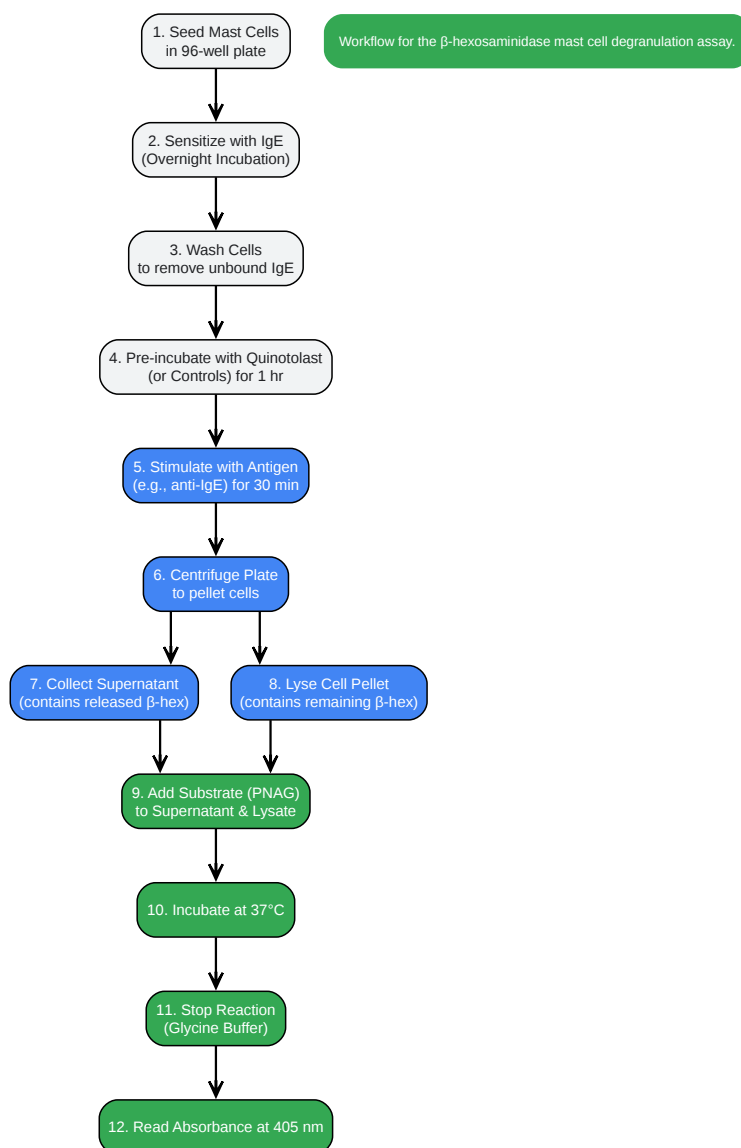 1. Seed Mast Cells
in 96-well plate
Workflow for the β-hexosaminidase mast cell degranulation assay.
2. Sensitize with IgE
(Overnight Incubation)
3. Wash Cells
to remove unbound IgE
4. Pre-incubate with Quinotolast
(or Controls) for 1 hr
5. Stimulate with Antigen
(e.g., anti-IgE) for 30 min
6. Centrifuge Plate
to pellet cells
7. Collect Supernatant
(contains released β-hex)
8. Lyse Cell Pellet
(contains remaining β-hex)
9. Add Substrate (PNAG)
to Supernatant & Lysate
10. Incubate at 37°C
11. Stop Reaction
(Glycine Buffer)
12. Read Absorbance at 405 nm